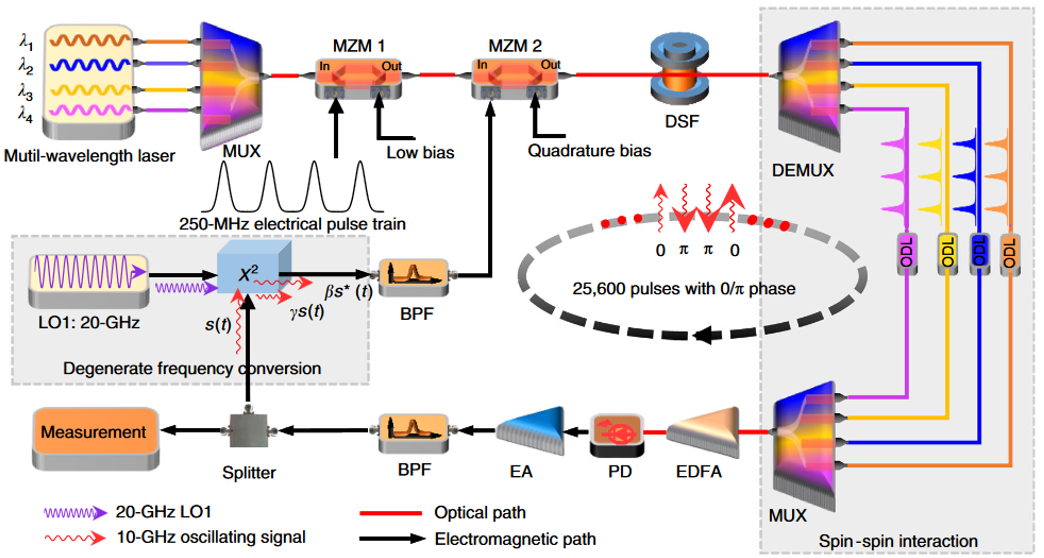 λ1
λ2
λ3
λ4
Mutil-wavelength laser
MUX
MZM 1
In
Out
Low bias
MZM 2
In
Out
Quadrature bias
DSF
DEMUX
250-MHz electrical pulse train
LO1: 20-GHz
X²
s(t)
βs* (t)
γs(t)
Degenerate frequency conversion
BPF
0 π π 0
25,600 pulses with 0/π phase
ODL
ODL
ODL
ODL
Measurement
Splitter
BPF
EA
PD
EDFA
MUX
Spin-spin interaction
20-GHz LO1
10-GHz oscillating signal
Optical path
Electromagnetic path